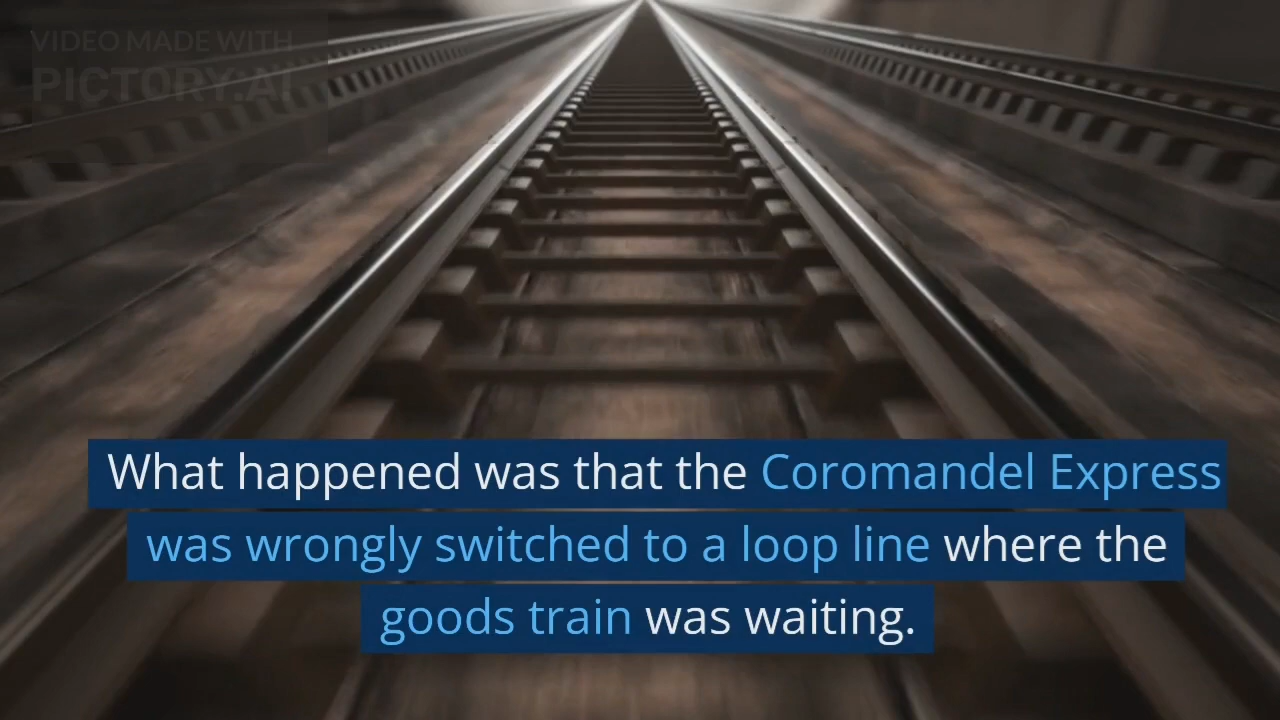 VIDEO MADE WITH
PICTORY.AI
What happened was that the Coromandel Express
was wrongly switched to a loop line where the
goods train was waiting.